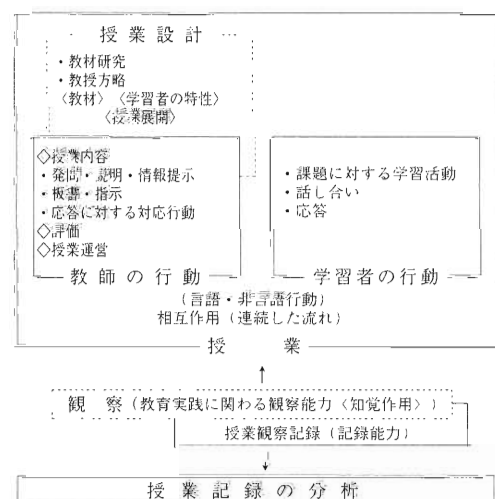 授業設計
・教材研究
・教授方略
〈教材〉〈学習者の特性〉
〈授業展開〉
◇授業内容
・発問・説明・情報提示
・板書・指示
・応答に対する対応行動
◇評価
◇授業運営
教師の行動
・課題に対する学習活動
・話し合い
・応答
学習者の行動
(言語・非言語行動)
相互作用(連続した流れ)
授業
↑
観察(教育実践に関わる観察能力〈知覚作用〉)
授業観察記録(記録能力)
↓
授業記録の分析